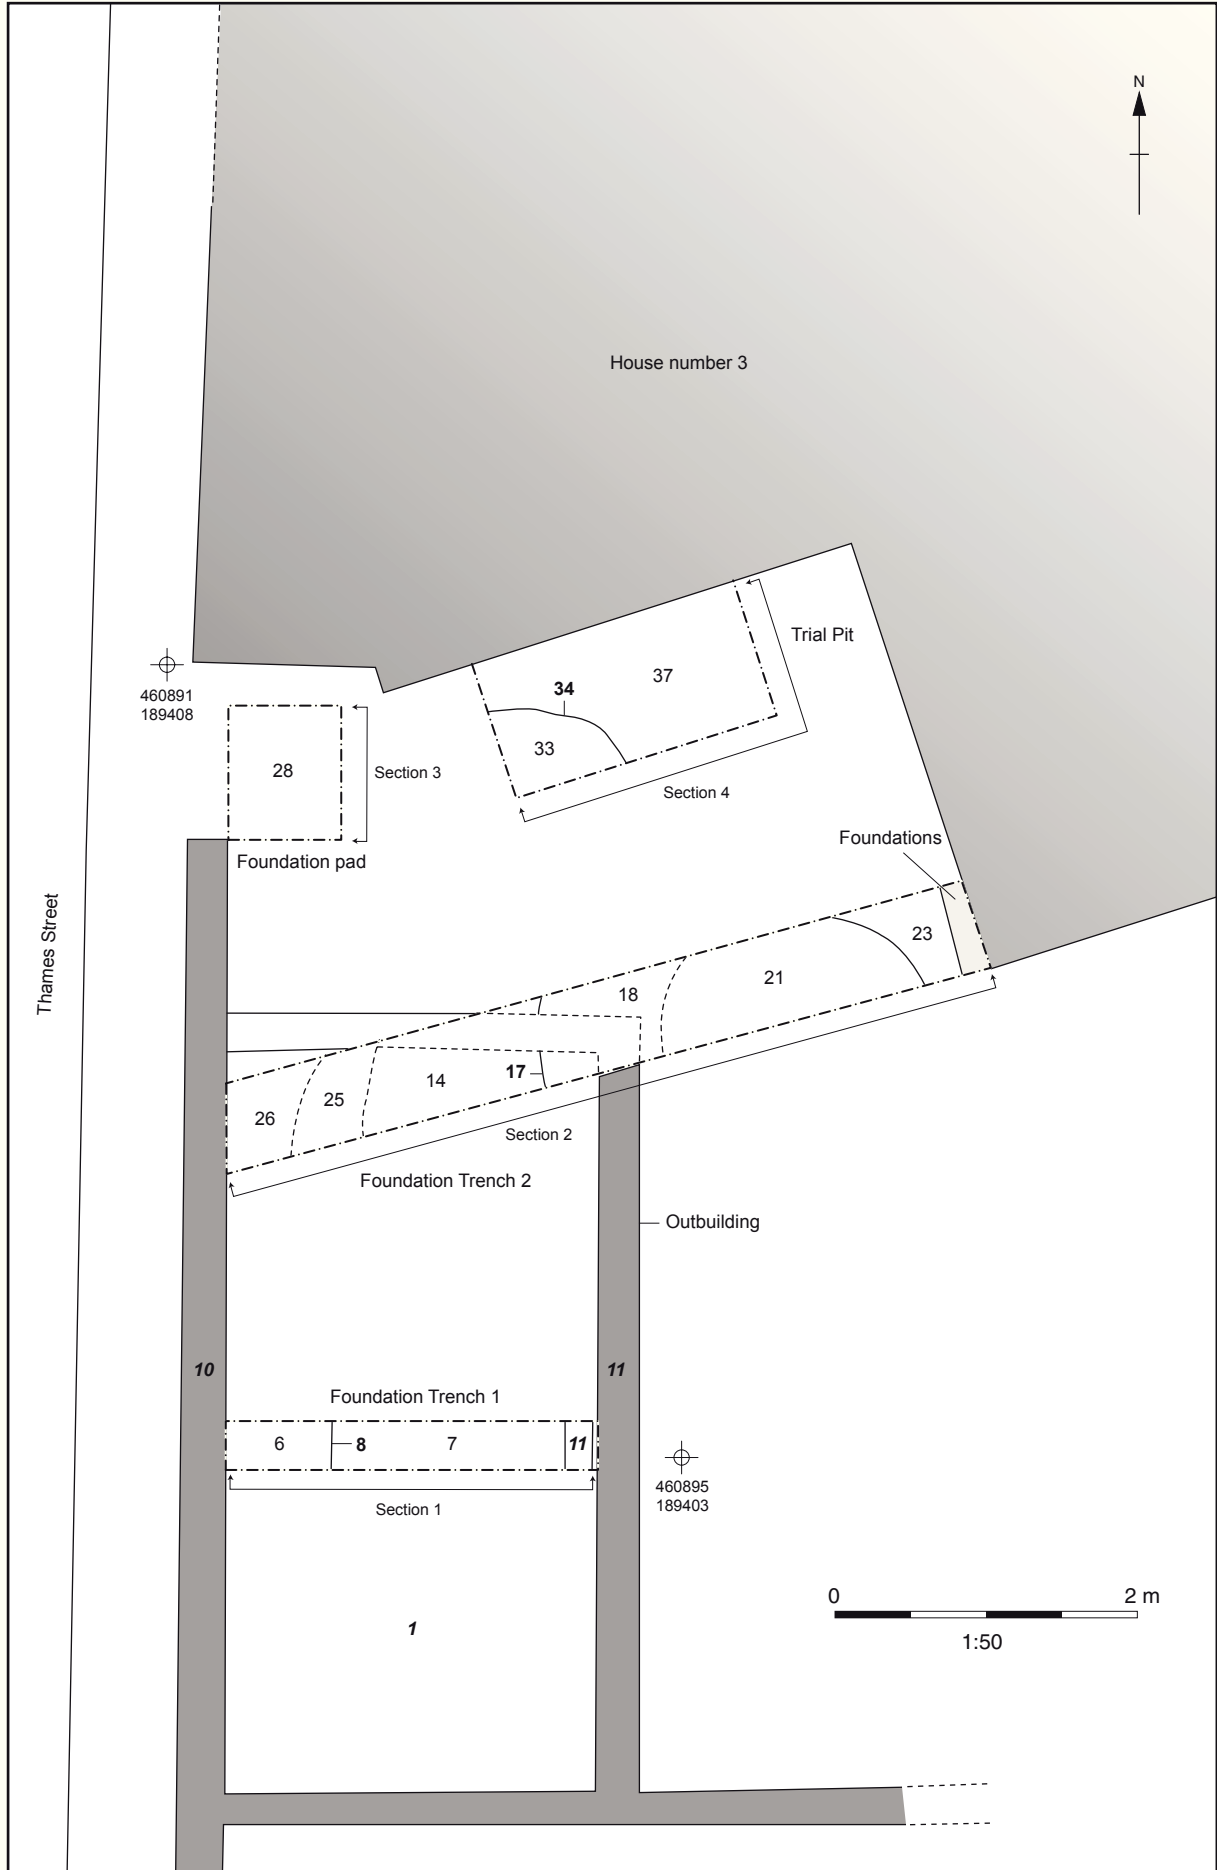 N
House number 3
Trial Pit
460891
189408
34
37
33
28
Section 3
Section 4
Foundation pad
Foundations
Thames Street
23
21
18
17
14
25
26
Section 2
Foundation Trench 2
Outbuilding
10
11
Foundation Trench 1
6
8
7
11
460895
189403
Section 1
0
2 m
1:50
1